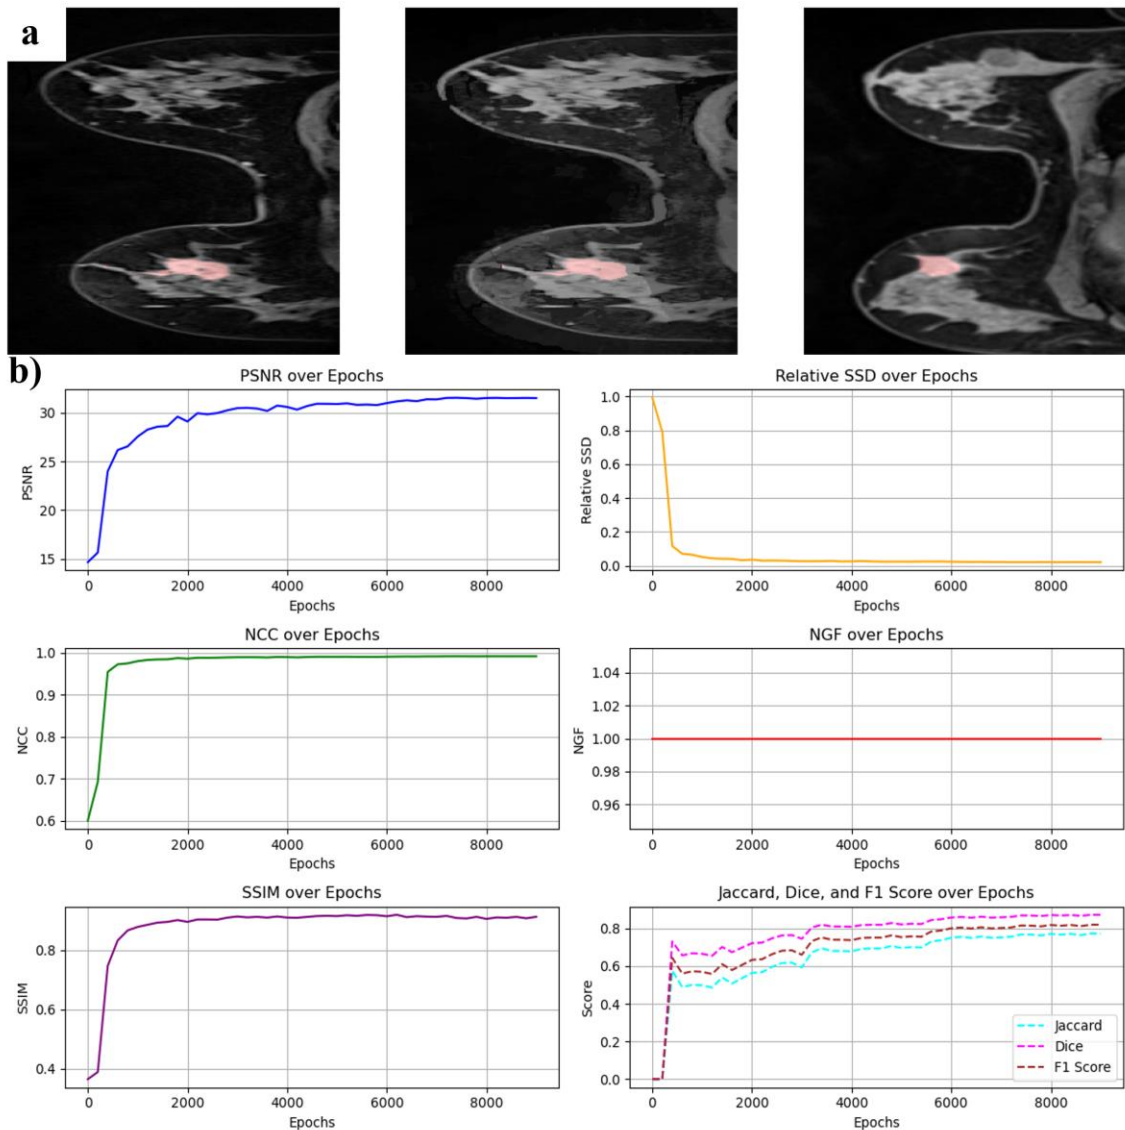 a
b)
PSNR over Epochs
30
25
20
15
PSNR
0 2000 4000 6000 8000
Epochs
Relative SSD over Epochs
1.0
0.8
0.6
0.4
0.2
0.0
Relative SSD
0 2000 4000 6000 8000
Epochs
NCC over Epochs
1.0
0.9
0.8
0.7
0.6
NCC
0 2000 4000 6000 8000
Epochs
NGF over Epochs
1.04
1.02
1.00
0.98
0.96
NGF
0 2000 4000 6000 8000
Epochs
SSIM over Epochs
0.8
0.6
0.4
SSIM
0 2000 4000 6000 8000
Epochs
Jaccard, Dice, and F1 Score over Epochs
0.8
0.6
0.4
0.2
0.0
Score
Jaccard
Dice
F1 Score
0 2000 4000 6000 8000
Epochs